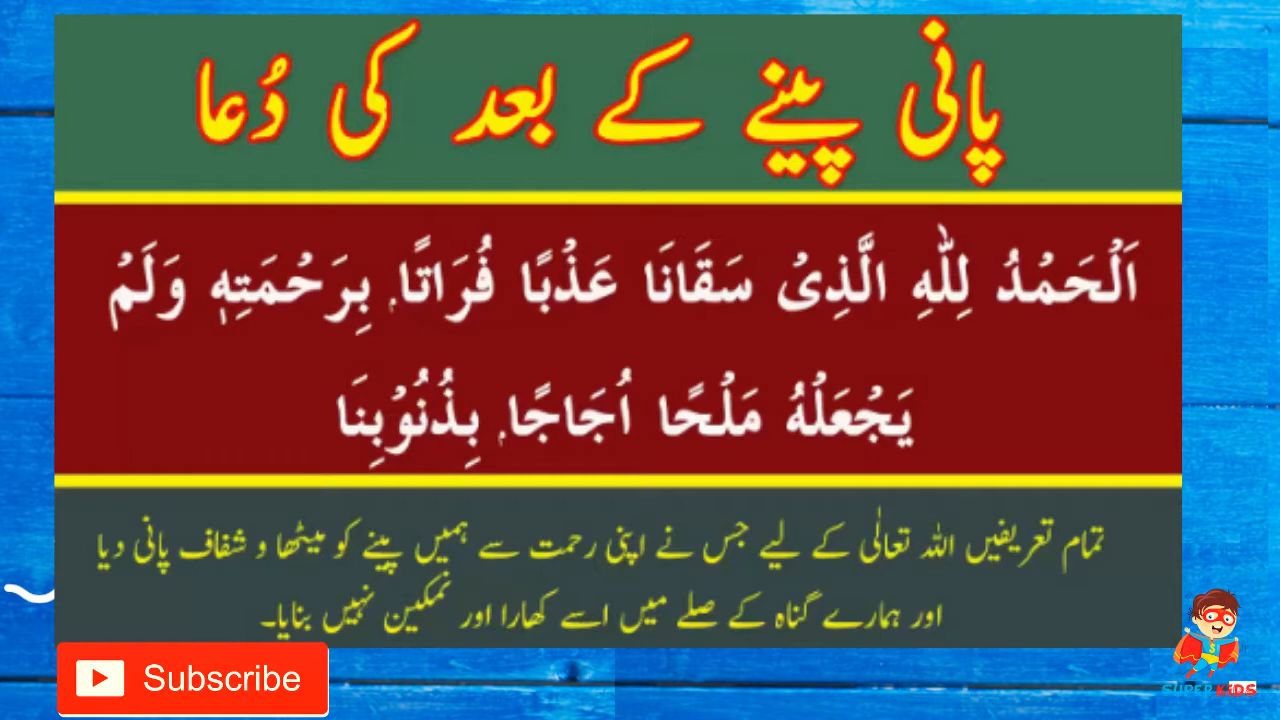 پانی پینے کے بعد کی دُعا
اَلْحَمْدُ لِلّٰهِ الَّذِیْ سَقَانَا عَذْبًا فُرَاتًاۢ بِرَحْمَتِهٖ وَلَمْ
يَجْعَلْهُ مَلْحًا اُجَاجًاۢ بِذُنُوْبِنَا
تمام تعریفیں اللہ تعالٰی کے لیے جس نے اپنی رحمت سے ہمیں پینے کو میٹھا و شفاف پانی دیا
اور ہمارے گناہ کے صلے میں اسے کھارا اور نمکین نہیں بنایا۔
Subscribe
SUPER KiDS